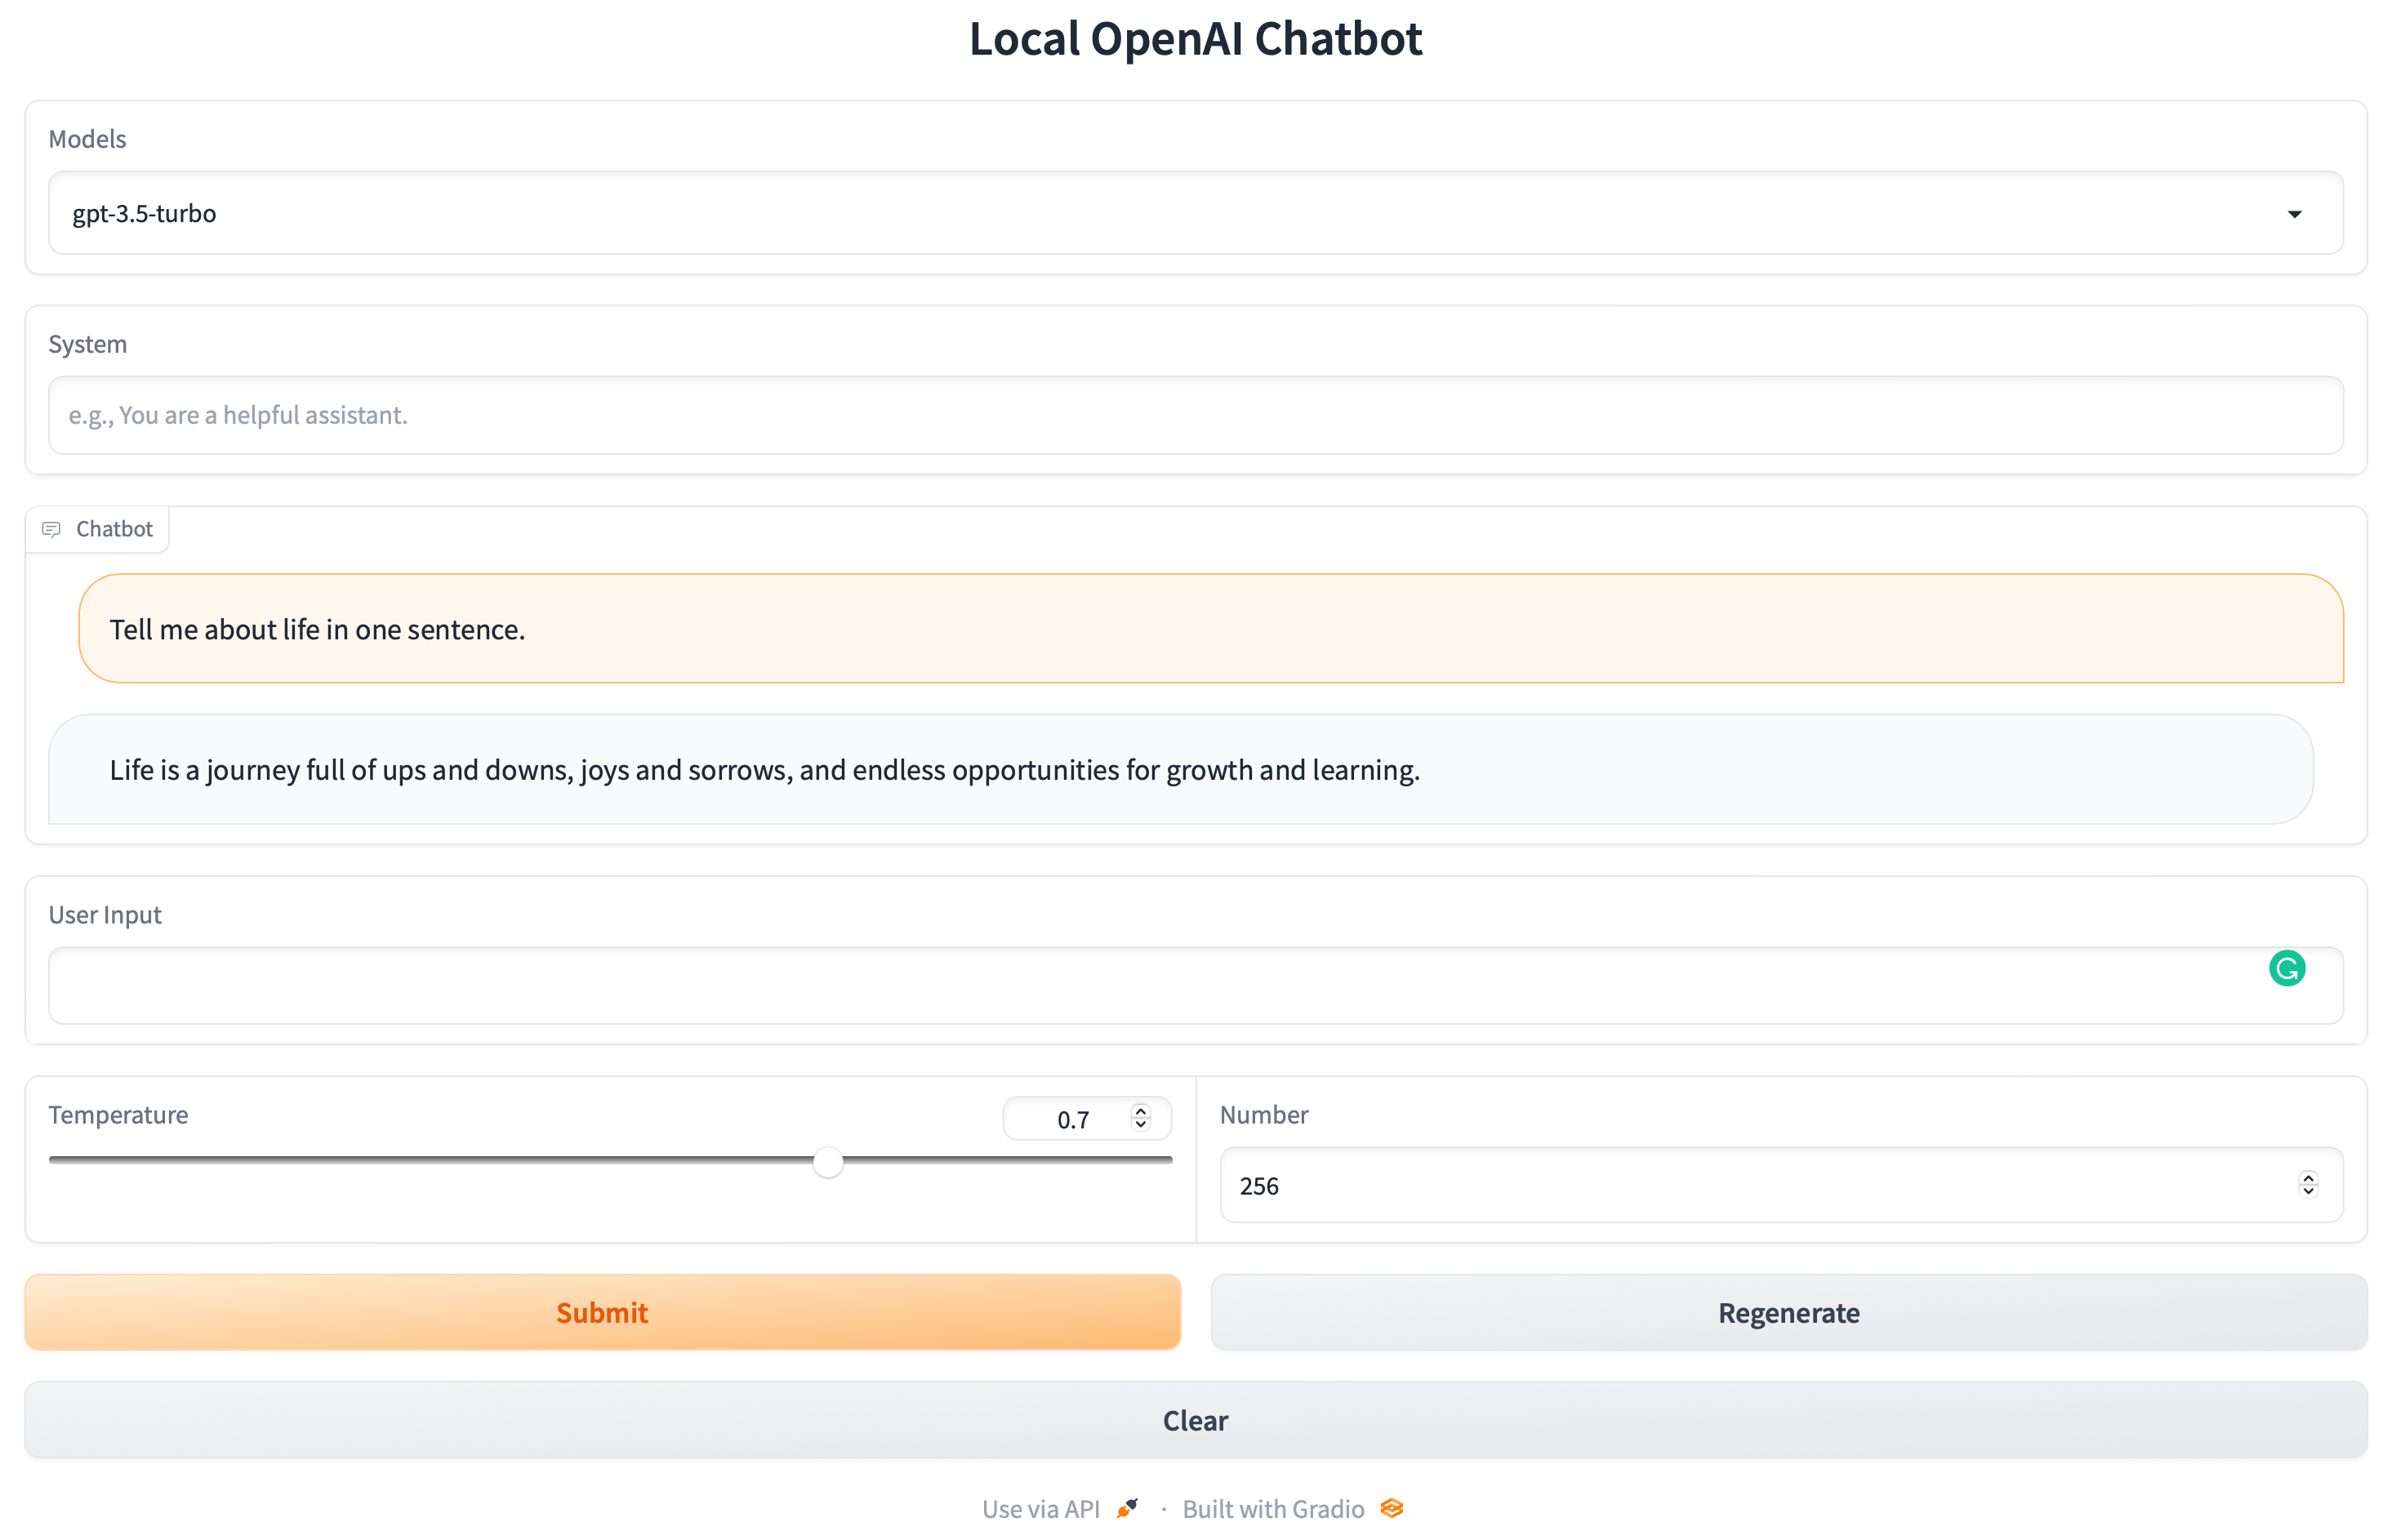 Local OpenAI Chatbot
Models
gpt-3.5-turbo
System
e.g., You are a helpful assistant.
Chatbot
Tell me about life in one sentence.
Life is a journey full of ups and downs, joys and sorrows, and endless opportunities for growth and learning.
User Input
Temperature
0.7
Number
256
Submit
Regenerate
Clear
Use via API · Built with Gradio